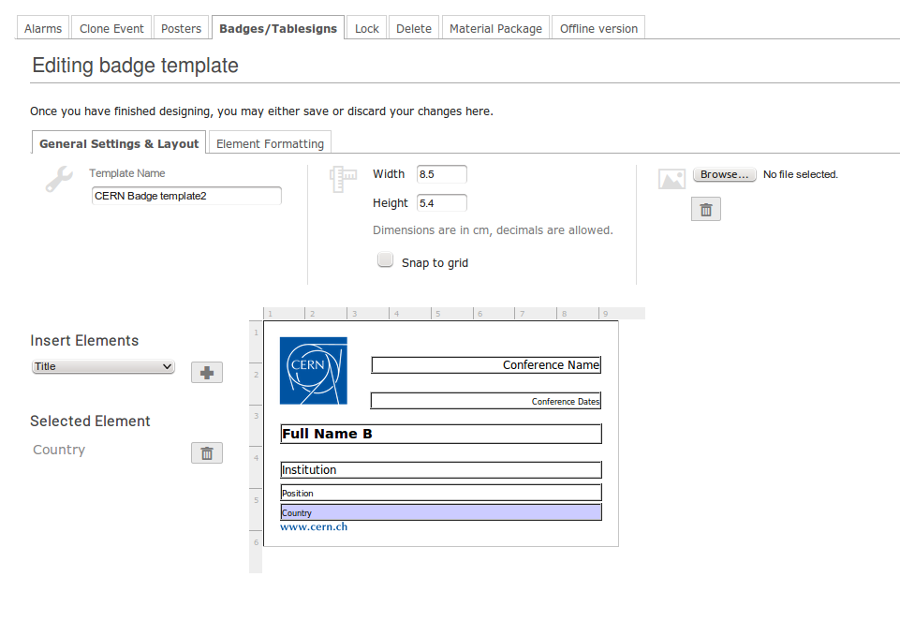 Alarms Clone Event Posters Badges/Tablesigns Lock Delete Material Package Offline version
Editing badge template
Once you have finished designing, you may either save or discard your changes here.
General Settings & Layout Element Formatting
Template Name
CERN Badge template2
Width 8.5
Height 5.4
Dimensions are in cm, decimals are allowed.
Snap to grid
Browse... No file selected.
Insert Elements
Title
Selected Element
Country
1 2 3 4 5 6 7 8 9
1
2
3
4
5
6
CERN
Conference Name
Conference Dates
Full Name B
Institution
Position
Country
www.cern.ch